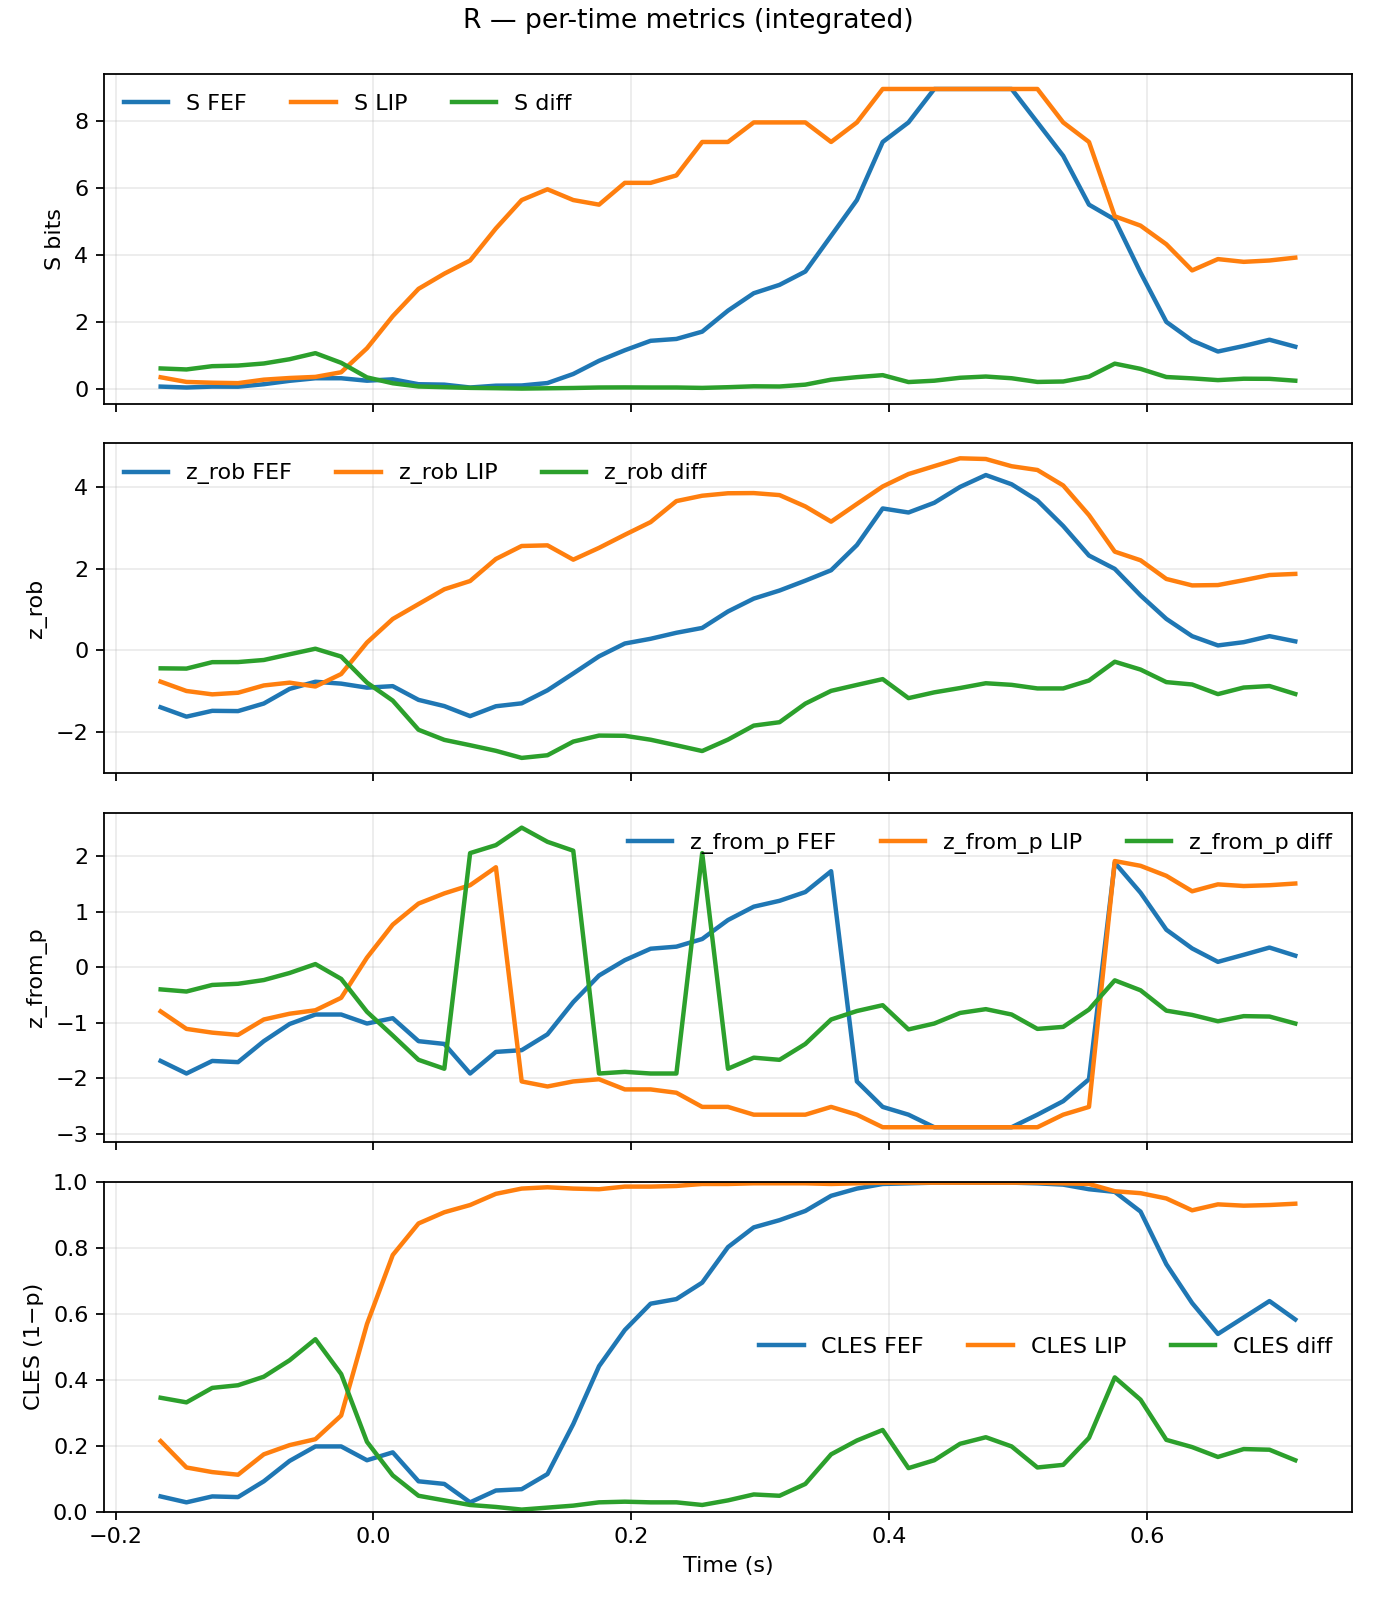 R — per-time metrics (integrated)
S FEF S LIP S diff
8
6
4
2
0
S bits
z_rob FEF z_rob LIP z_rob diff
4
2
0
−2
z_rob
z_from_p FEF z_from_p LIP z_from_p diff
2
1
0
−1
−2
−3
z_from_p
1.0
0.8
0.6
0.4
0.2
0.0
CLES (1−p)
CLES FEF CLES LIP CLES diff
−0.2 0.0 0.2 0.4 0.6
Time (s)